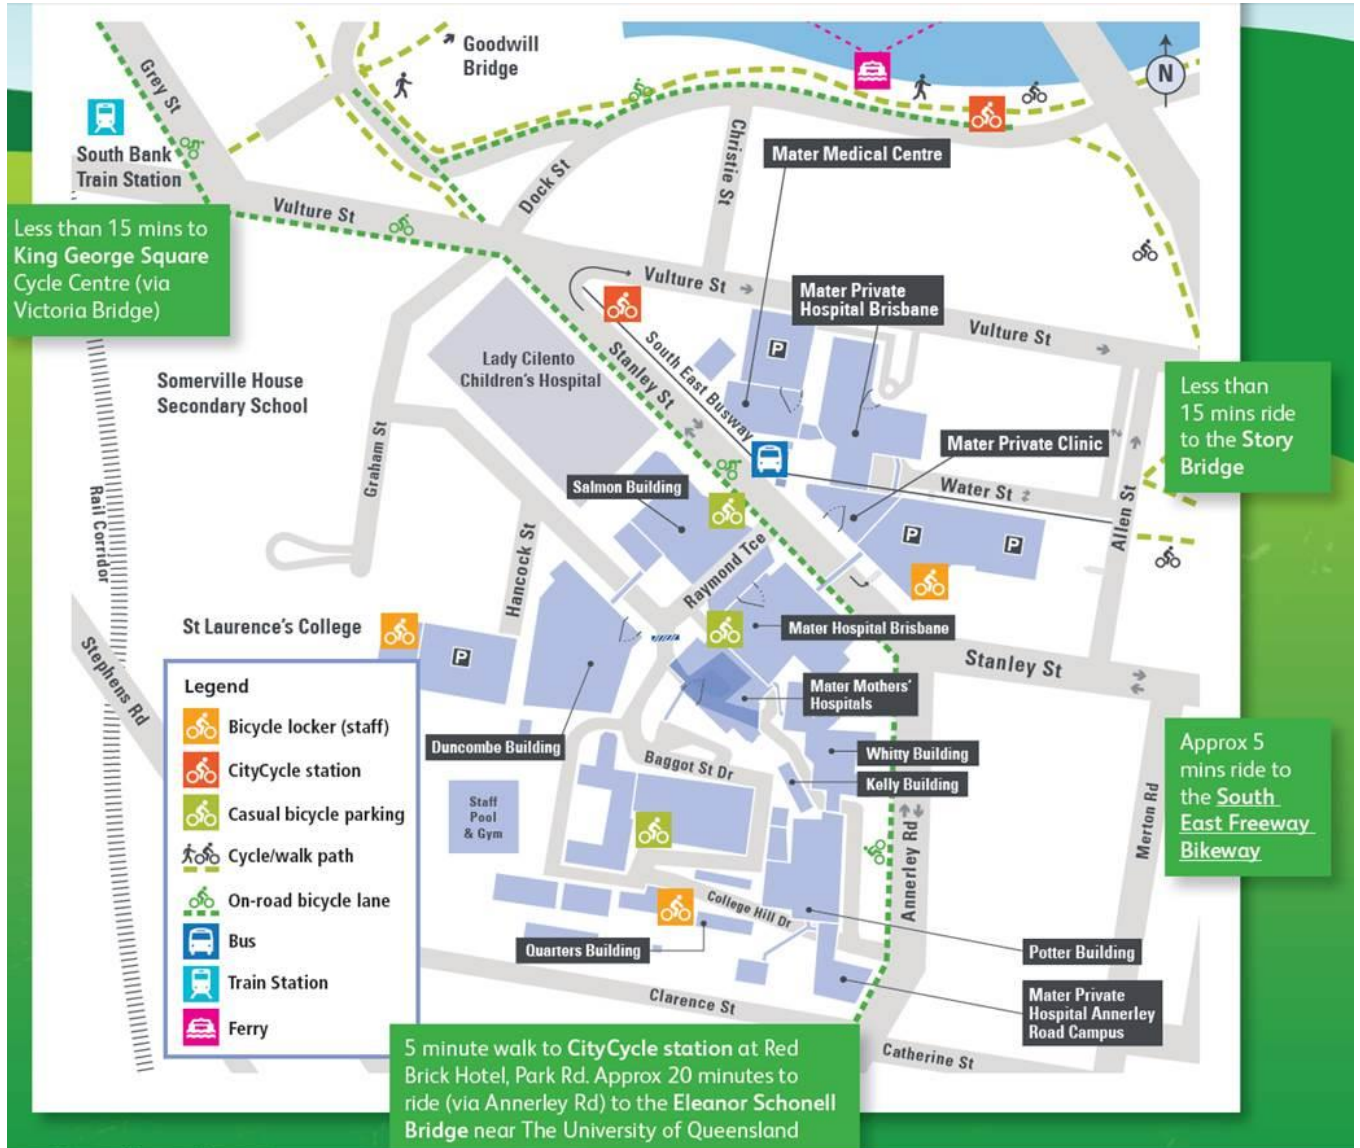 Goodwill
Bridge
N
Grey St
South Bank
Train Station
Christie St
Mater Medical Centre
Dock St
Vulture St
Less than 15 mins to
King George Square
Cycle Centre (via
Victoria Bridge)
Vulture St
Mater Private
Hospital Brisbane
Vulture St
Lady Cilento
Children's Hospital
Stanley St
South East Busway
P
Somerville House
Secondary School
Less than
15 mins ride
to the Story
Bridge
Graham St
Mater Private Clinic
Rail Corridor
Salmon Building
Water St
Allen St
Hancock St
Raymond Tce
P
P
St Laurence's College
P
Mater Hospital Brisbane
Stanley St
Stephens Rd
Mater Mothers'
Hospitals
Duncombe Building
Baggot St Dr
Whitty Building
Kelly Building
Staff
Pool
& Gym
Annerley Rd
Merton Rd
Approx 5
mins ride to
the South
East Freeway
Bikeway
College Hill Dr
Quarters Building
Potter Building
Clarence St
Mater Private
Hospital Annerley
Road Campus
Catherine St
Legend
Bicycle locker (staff)
CityCycle station
Casual bicycle parking
Cycle/walk path
On-road bicycle lane
Bus
Train Station
Ferry
5 minute walk to CityCycle station at Red
Brick Hotel, Park Rd. Approx 20 minutes to
ride (via Annerley Rd) to the Eleanor Schonell
Bridge near The University of Queensland